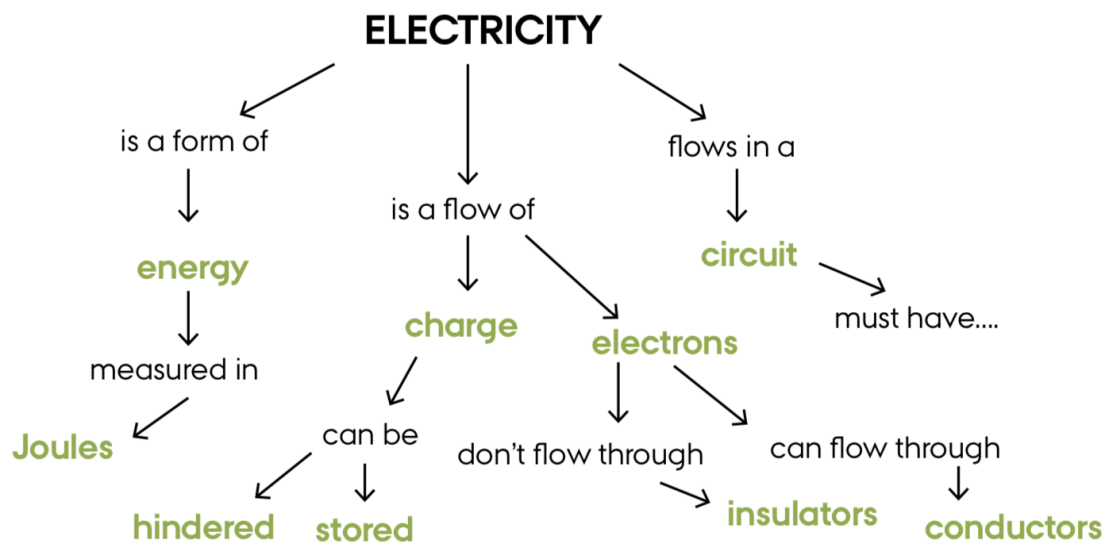 ELECTRICITY
is a form of
flows in a
is a flow of
circuit
energy
must have....
charge
electrons
measured in
can be
Joules
don't flow through
can flow through
insulators
hindered
stored
conductors